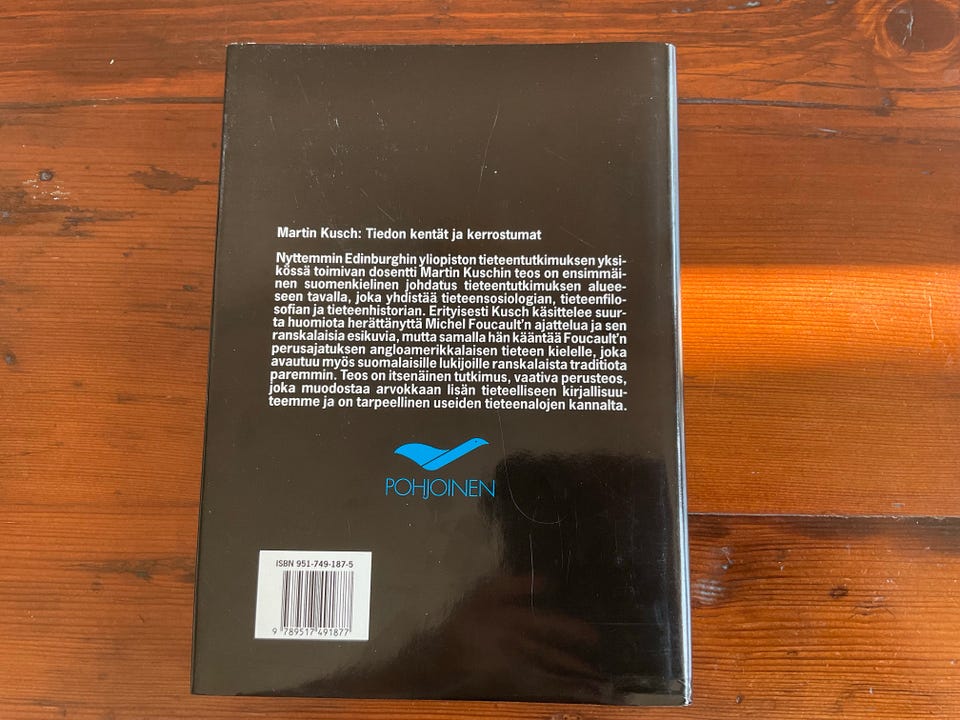 Martin Kusch: Tiedon kentät ja kerrostumat
Nyttemmin Edinburghin yliopiston tieteentutkimuksen yksi-
kössä toimivan dosentti Martin Kuschin teos on ensimmäi-
nen suomenkielinen johdatus tieteentutkimuksen aluee-
seen tavalla, joka yhdistää tieteensosiologian, tieteenfilo-
sofian ja tieteenhistorian. Erityisesti Kusch käsittelee suur-
ta huomiota herättänyttä Michel Foucault'n ajattelua ja sen
ranskalaisia esikuvia, mutta samalla hän kääntää Foucault'n
perusajatuksen angloamerikkalaisen tieteen kielelle, joka
avautuu myös suomalaisille lukijoille ranskalaista traditiota
paremmin. Teos on itsenäinen tutkimus, vaativa perusteos,
joka muodostaa arvokkaan lisän tieteelliseen kirjallisuu-
teemme ja on tarpeellinen useiden tieteenalojen kannalta.
POHJOINEN
ISBN 951-749-187-5
9 789517 491877